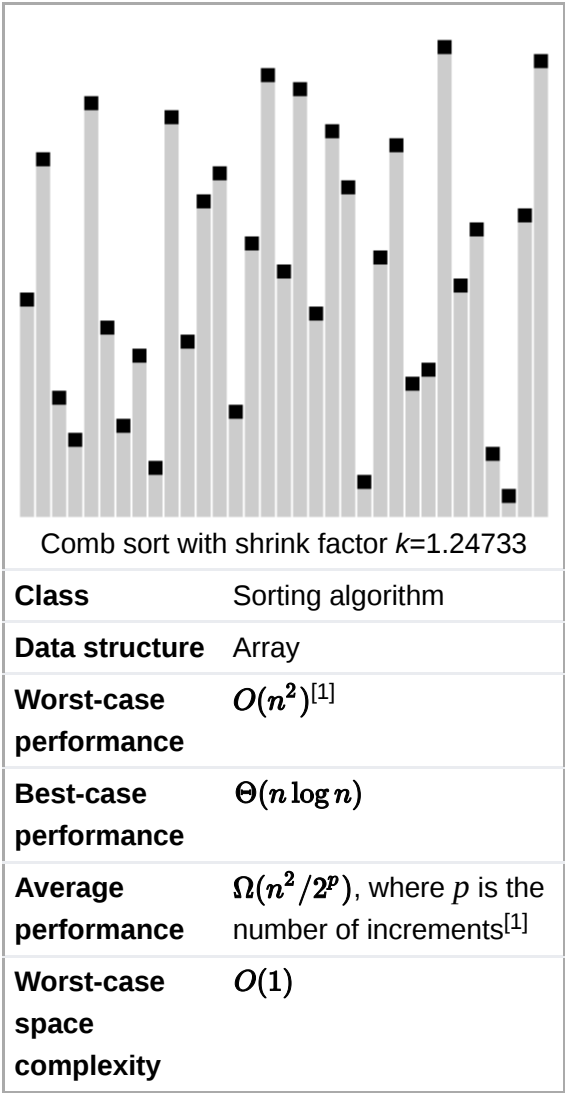 Comb sort with shrink factor k=1.24733
Class Sorting algorithm
Data structure Array
Worst-case O(n²)[1]
performance
Best-case Θ(n log n)
performance
Average Ω(n²/2ᵖ), where p is the
performance number of increments[1]
Worst-case O(1)
space
complexity